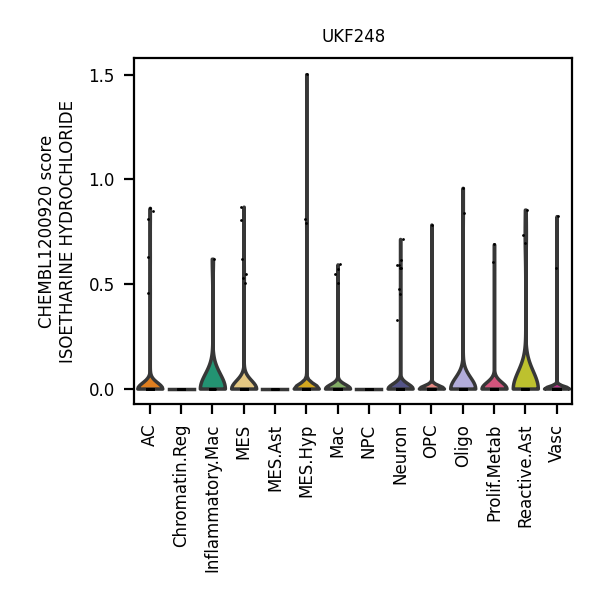 UKF248
CHEMBL1200920 score
ISOETHARINE HYDROCHLORIDE
1.5
1.0
0.5
0.0
AC
Chromatin.Reg
Inflammatory.Mac
MES
MES.Ast
MES.Hyp
Mac
NPC
Neuron
OPC
Oligo
Prolif.Metab
Reactive.Ast
Vasc